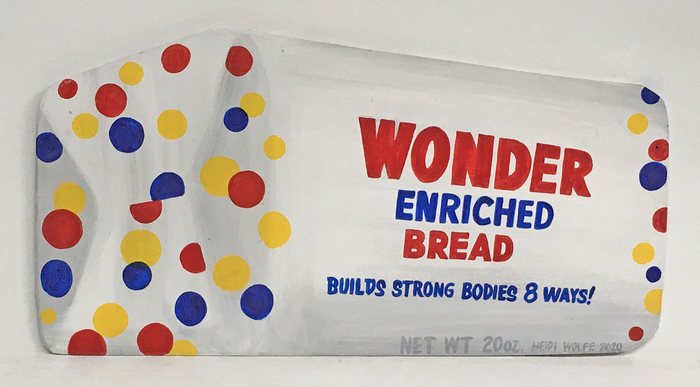 WONDER
ENRICHED
BREAD
BUILDS STRONG BODIES 8 WAYS!
NET WT 20oz. HEIDI WOLFE 2020